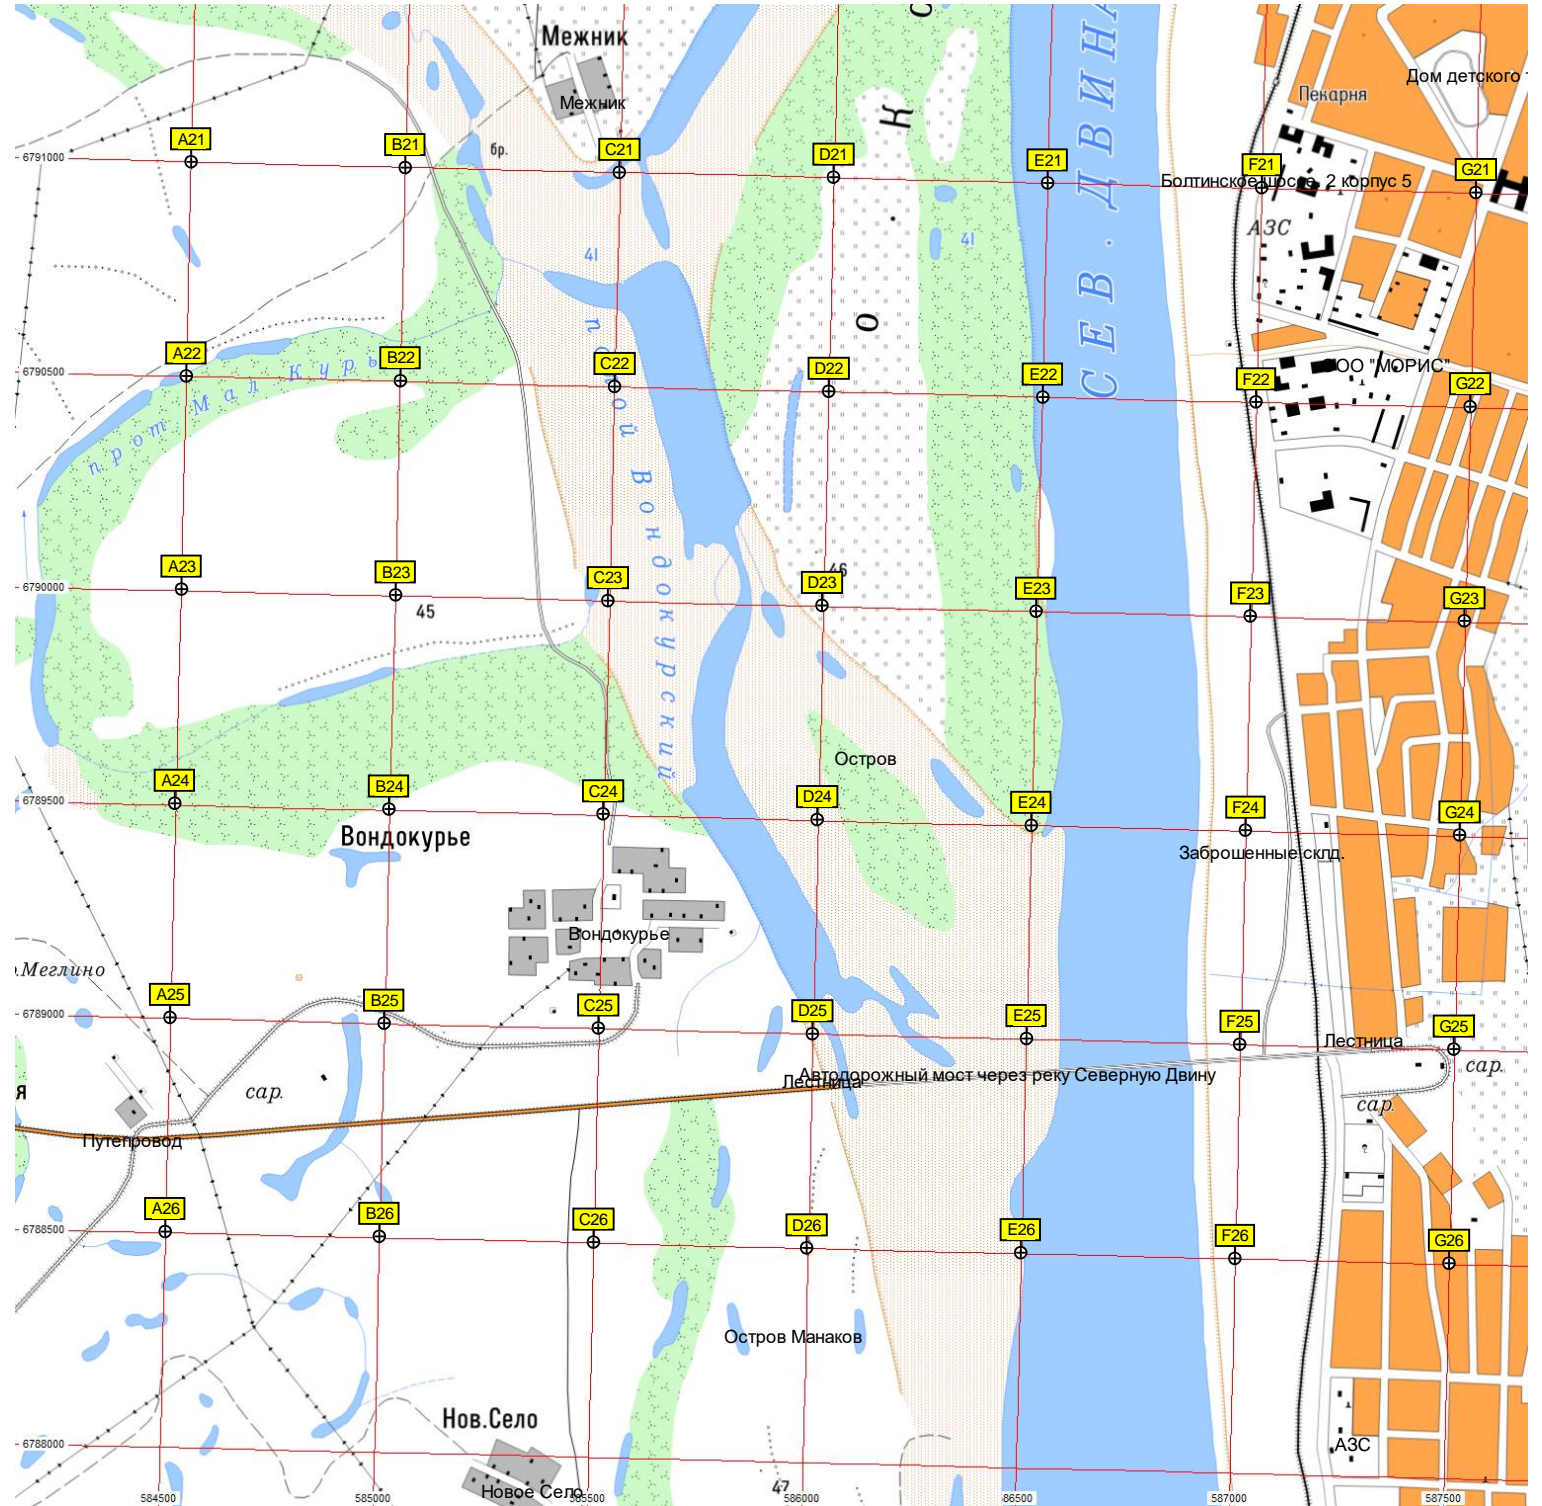 Межник
Межник
бр.
С
К
О
СЕВ. ДВИНА
Пекарня
Дом детского т
A21
B21
C21
D21
E21
F21
G21
6791000
Болтинское шоссе, 2 корпус 5
АЗС
41
41
прот. Мал. Курь
A22
B22
C22
D22
E22
F22
G22
6790500
ООО "МОРИС"
полой Вондокурский
A23
B23
C23
D23
E23
F23
G23
6790000
45
46
Остров
A24
B24
C24
D24
E24
F24
G24
6789500
Вондокурье
Заброшенные склд.
Вондокурье
.Меглино
A25
B25
C25
D25
E25
F25
G25
6789000
Лестница
Автодорожный мост через реку Северную Двину
Лестница
сар.
сар.
сар.
я
Путепровод
A26
B26
C26
D26
E26
F26
G26
6788500
Остров Манаков
Нов.Село
6788000
АЗС
47
Новое Село
584500
585000
585500
586000
86500
587000
587500